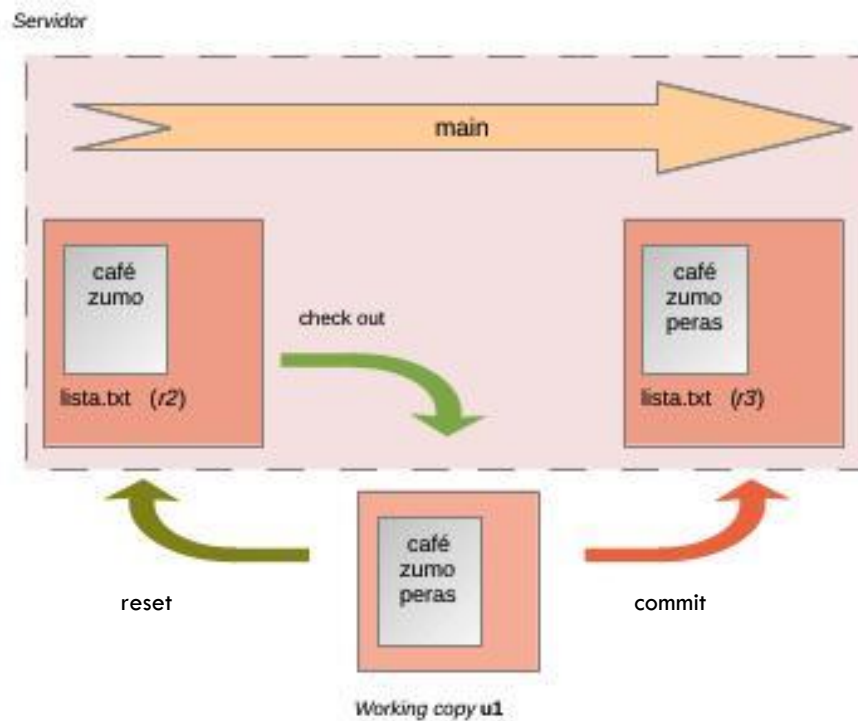 Servidor
main
café
zumo
lista.txt (r2)
check out
café
zumo
peras
lista.txt (r3)
café
zumo
peras
reset
commit
Working copy u1